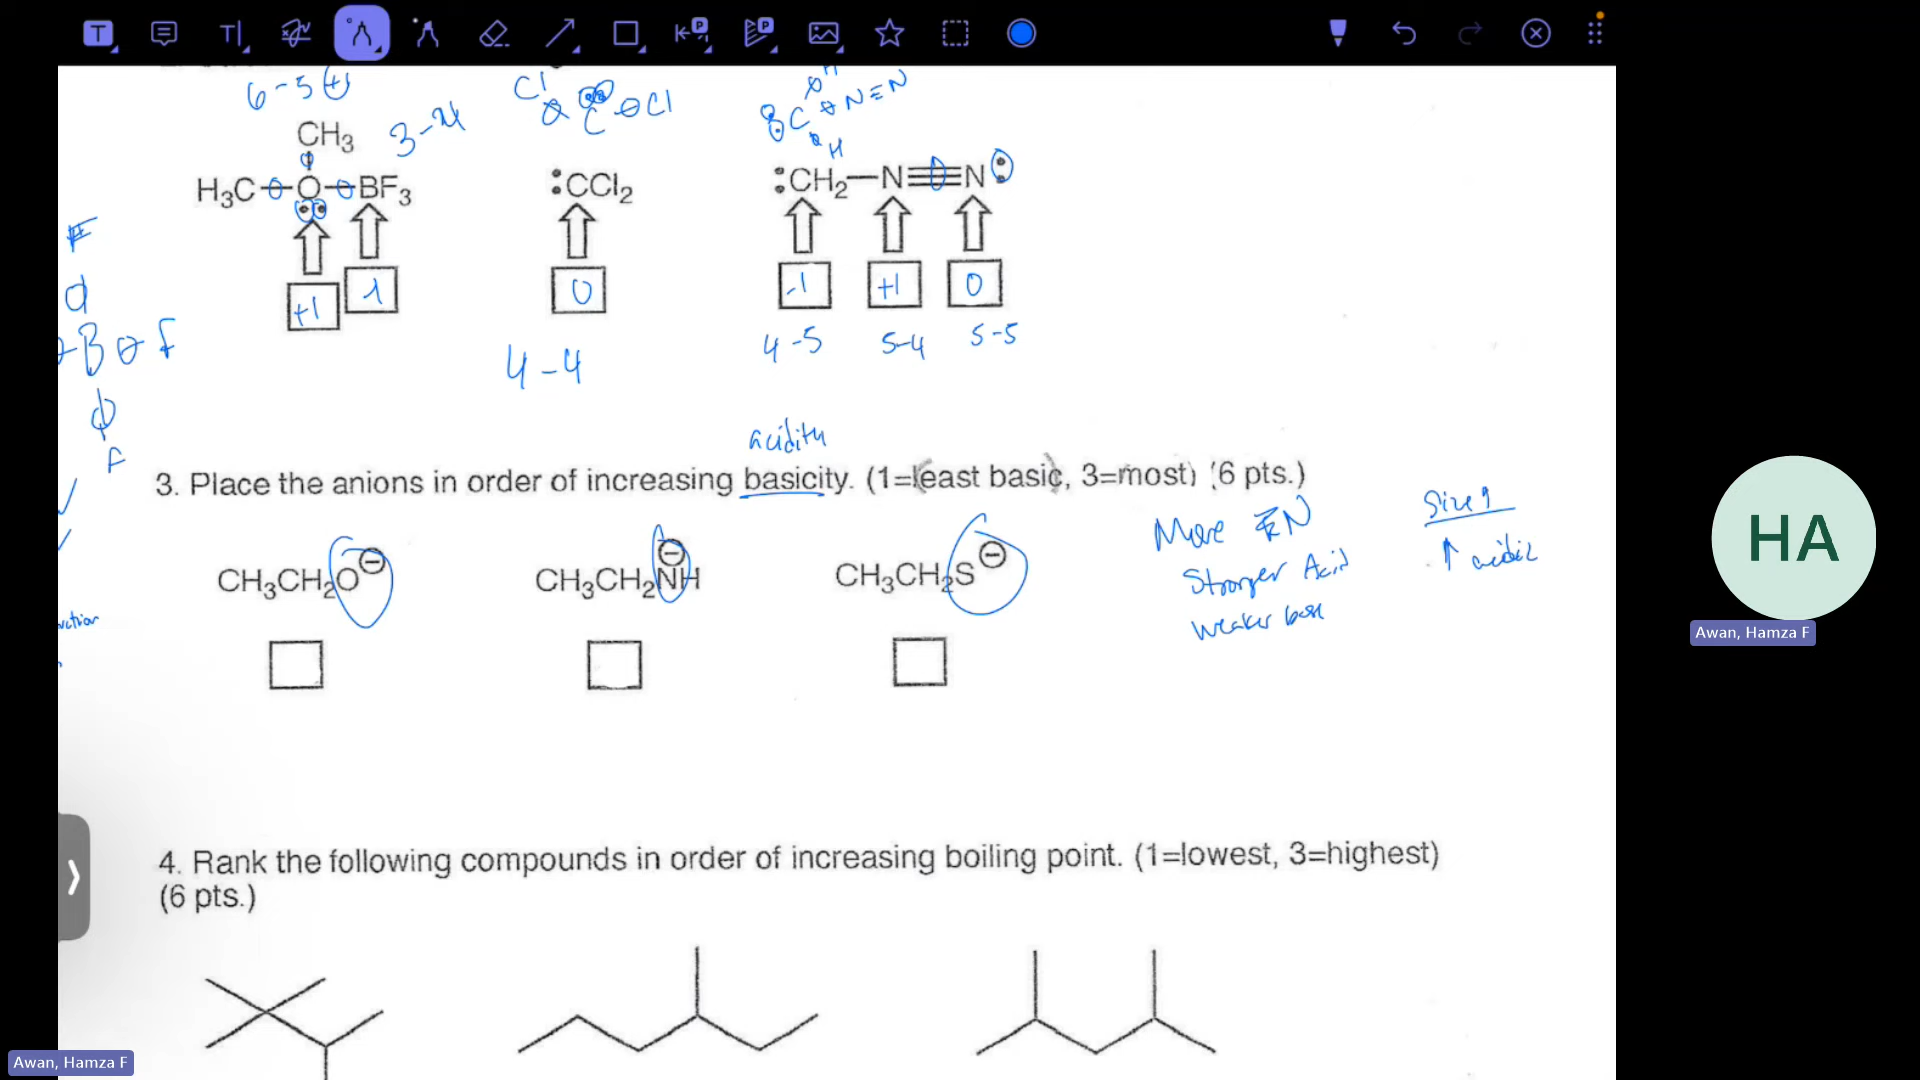 6-5 (+)
Cl
C Cl
H
C N≡N
H
CH3
3-4
H3C-O-BF3
:CCl2
:CH2-N≡N:
+1
-1
0
-1
+1
0
4-4
4-5
5-4
5-5
F
B F
F
acidity
3. Place the anions in order of increasing basicity. (1=least basic, 3=most) (6 pts.)
CH3CH2O⊖
CH3CH2NH⊖
CH3CH2S⊖
More EN
Stronger Acid
weaker base
Size↑
↑ acidic
4. Rank the following compounds in order of increasing boiling point. (1=lowest, 3=highest)
(6 pts.)
HA
Awan, Hamza F
Awan, Hamza F